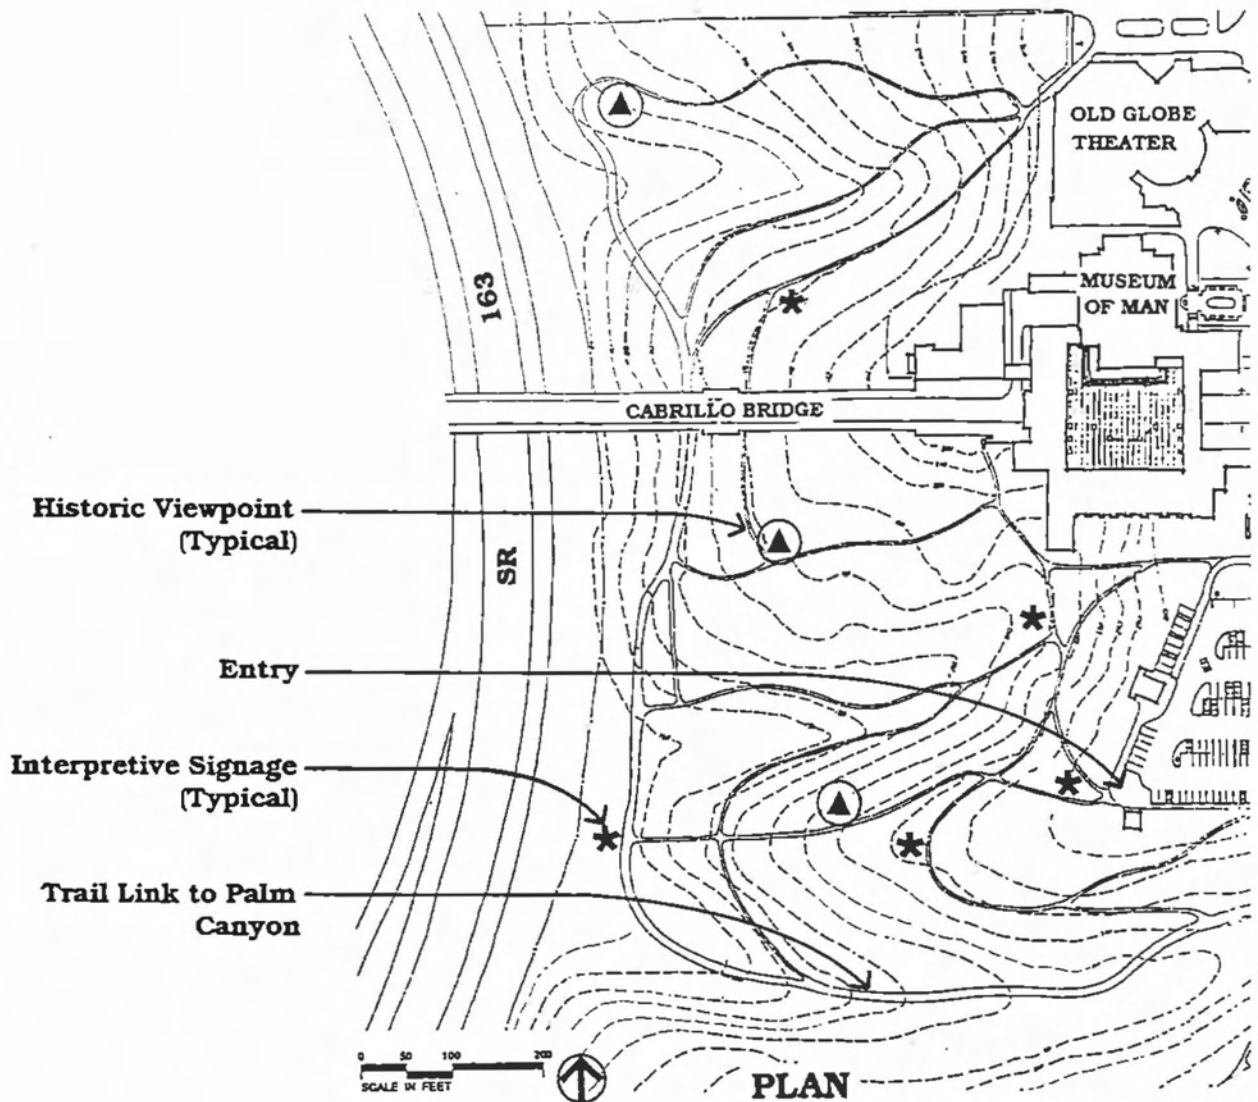 OLD GLOBE
THEATER
MUSEUM
OF MAN
163
CABRILLO BRIDGE
Historic Viewpoint
(Typical)
SR
Entry
Interpretive Signage
(Typical)
Trail Link to Palm
Canyon
0 50 100 200
SCALE IN FEET
PLAN